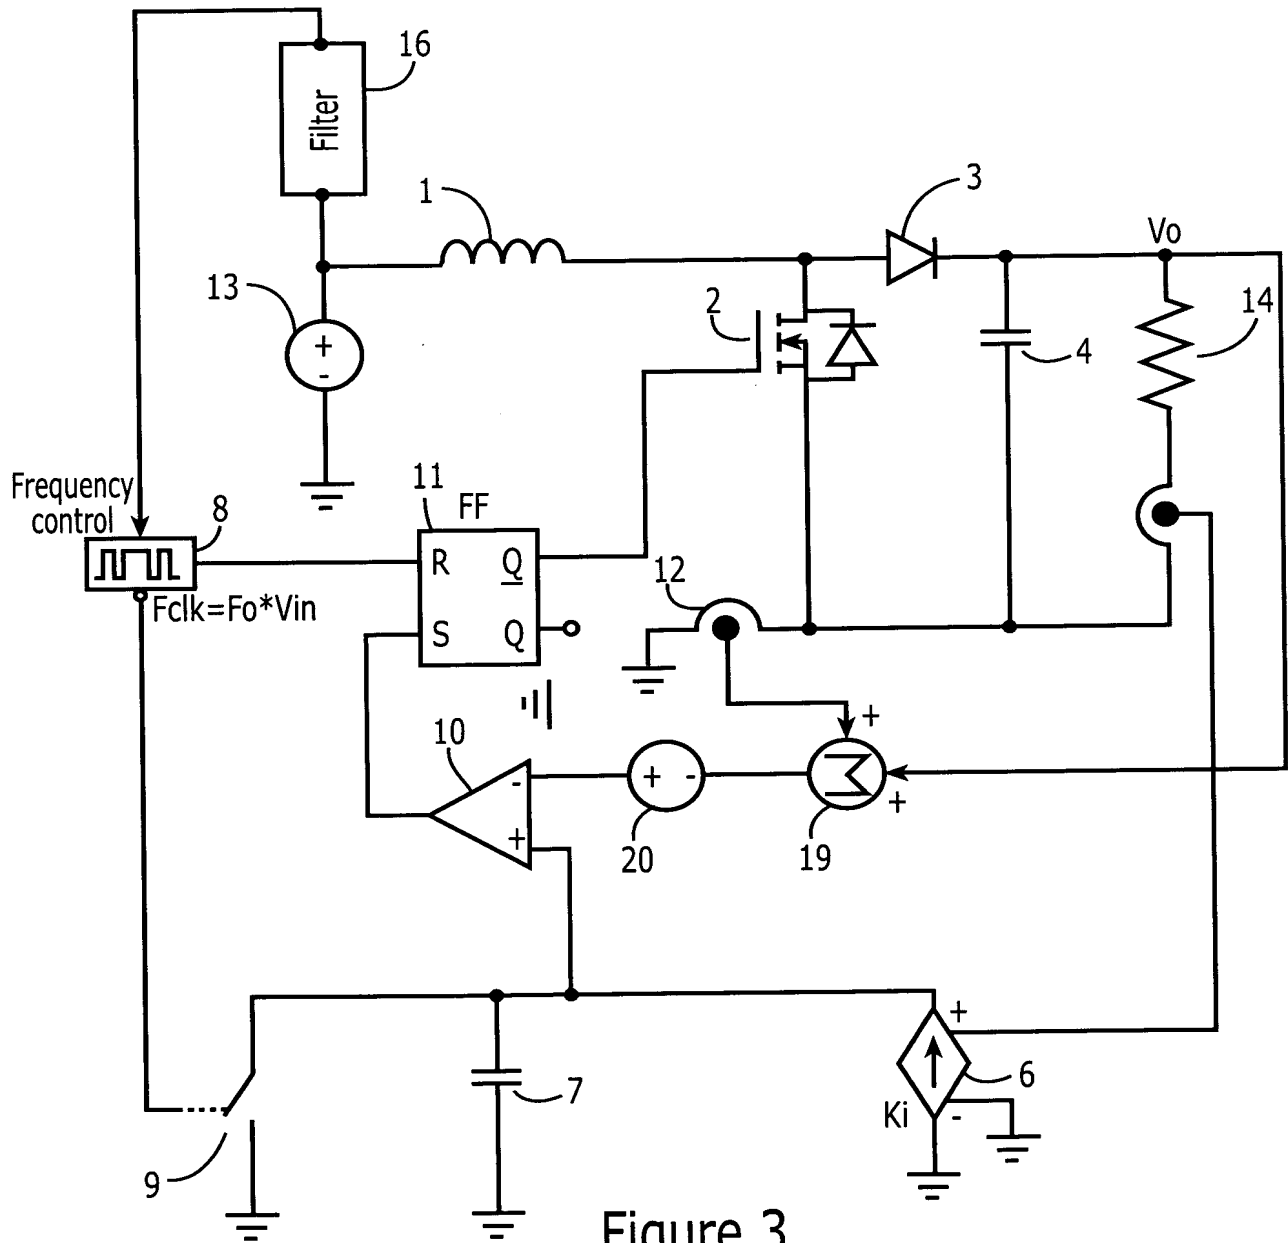 16
Filter
1
3
Vo
13
+
-
2
14
4
Frequency
control
8
11
FF
R
Q
S
Q
Fclk=Fo*Vin
12
+
10
-
+
+
-
+
20
19
+
6
7
Ki
-
9
Figure 3